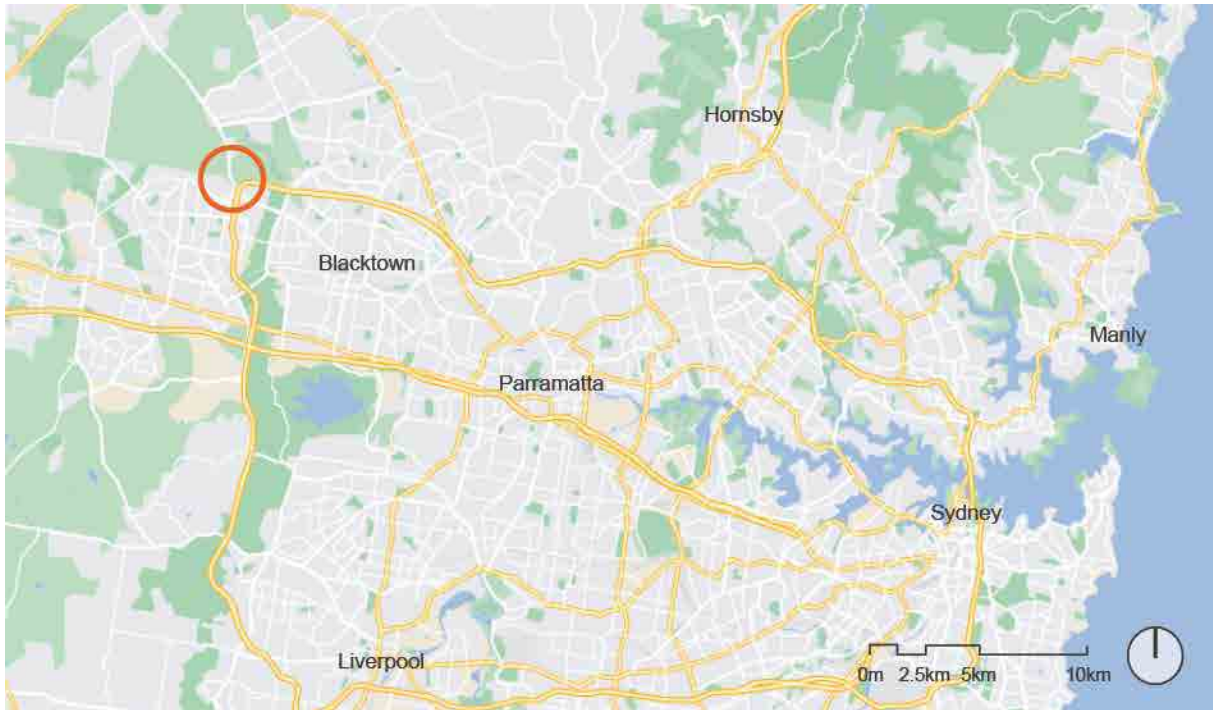 Hornsby
Blacktown
Manly
Parramatta
Sydney
Liverpool
0m 2.5km 5km 10km